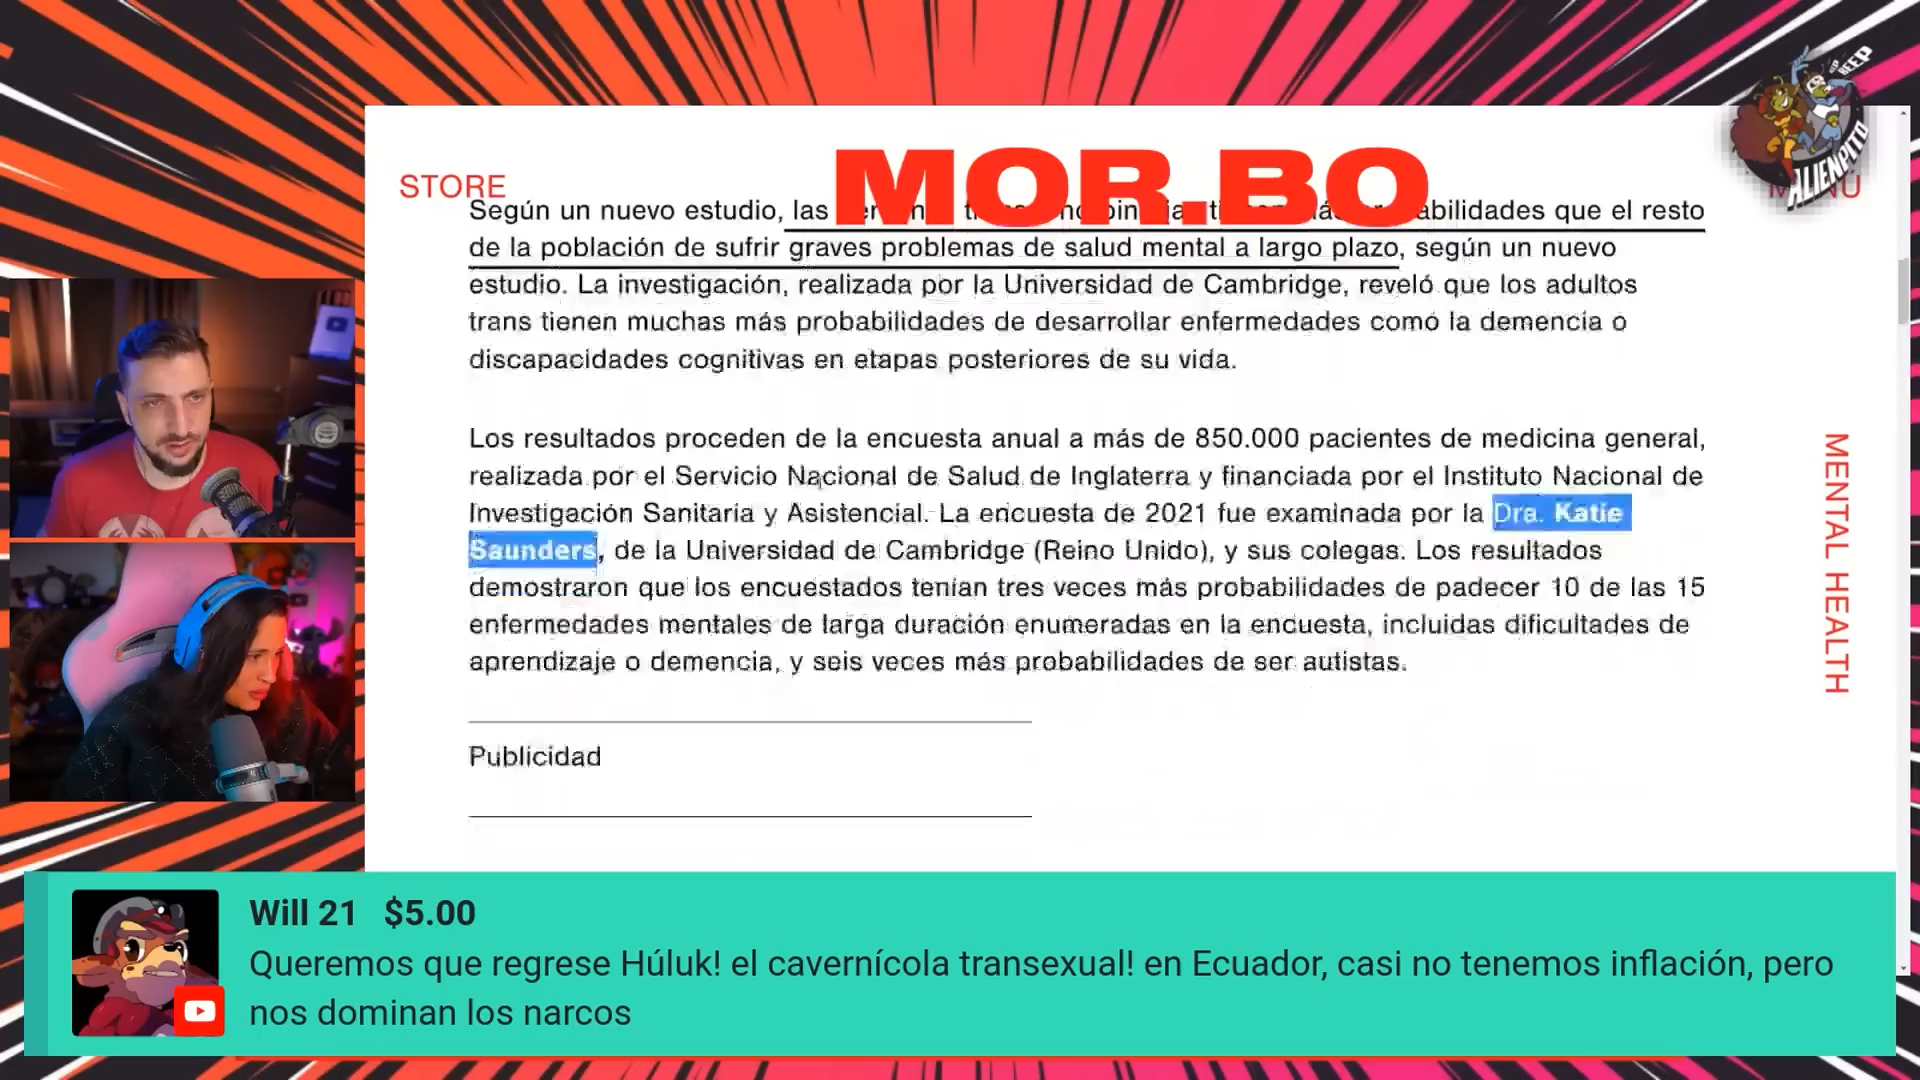 MOR.BO
STORE
BEEP
ALIENPITO
Según un nuevo estudio, las más abilidades que el resto
de la población de sufrir graves problemas de salud mental a largo plazo, según un nuevo
estudio. La investigación, realizada por la Universidad de Cambridge, reveló que los adultos
trans tienen muchas más probabilidades de desarrollar enfermedades como la demencia o
discapacidades cognitivas en etapas posteriores de su vida.
Los resultados proceden de la encuesta anual a más de 850.000 pacientes de medicina general,
realizada por el Servicio Nacional de Salud de Inglaterra y financiada por el Instituto Nacional de
Investigación Sanitaria y Asistencial. La encuesta de 2021 fue examinada por la Dra. Katie
Saunders, de la Universidad de Cambridge (Reino Unido), y sus colegas. Los resultados
demostraron que los encuestados tenían tres veces más probabilidades de padecer 10 de las 15
enfermedades mentales de larga duración enumeradas en la encuesta, incluidas dificultades de
aprendizaje o demencia, y seis veces más probabilidades de ser autistas.
MENTAL HEALTH
Publicidad
Will 21 $5.00
Queremos que regrese Húluk! el cavernícola transexual! en Ecuador, casi no tenemos inflación, pero
nos dominan los narcos